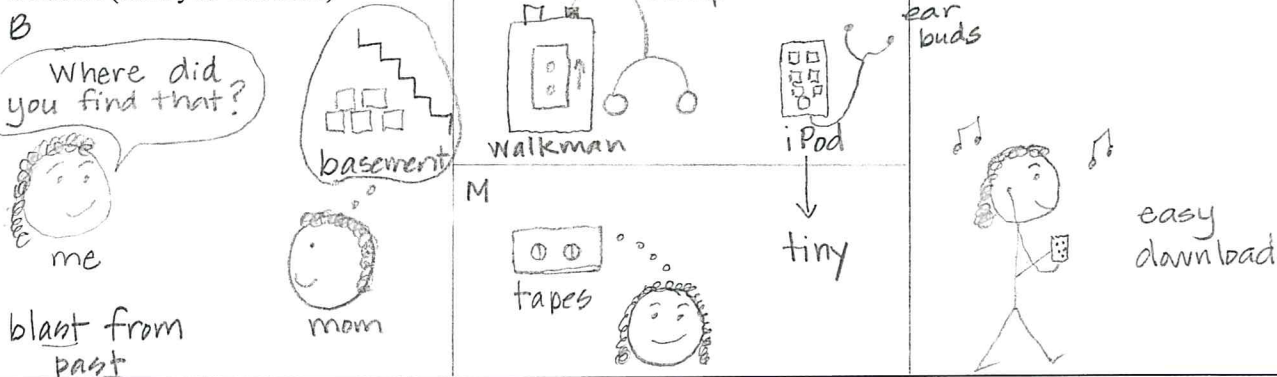 B
Where did
you find that?
me
blast from
past
basement
mom
walkman
iPod
tiny
M
tapes
ear
buds
easy
download